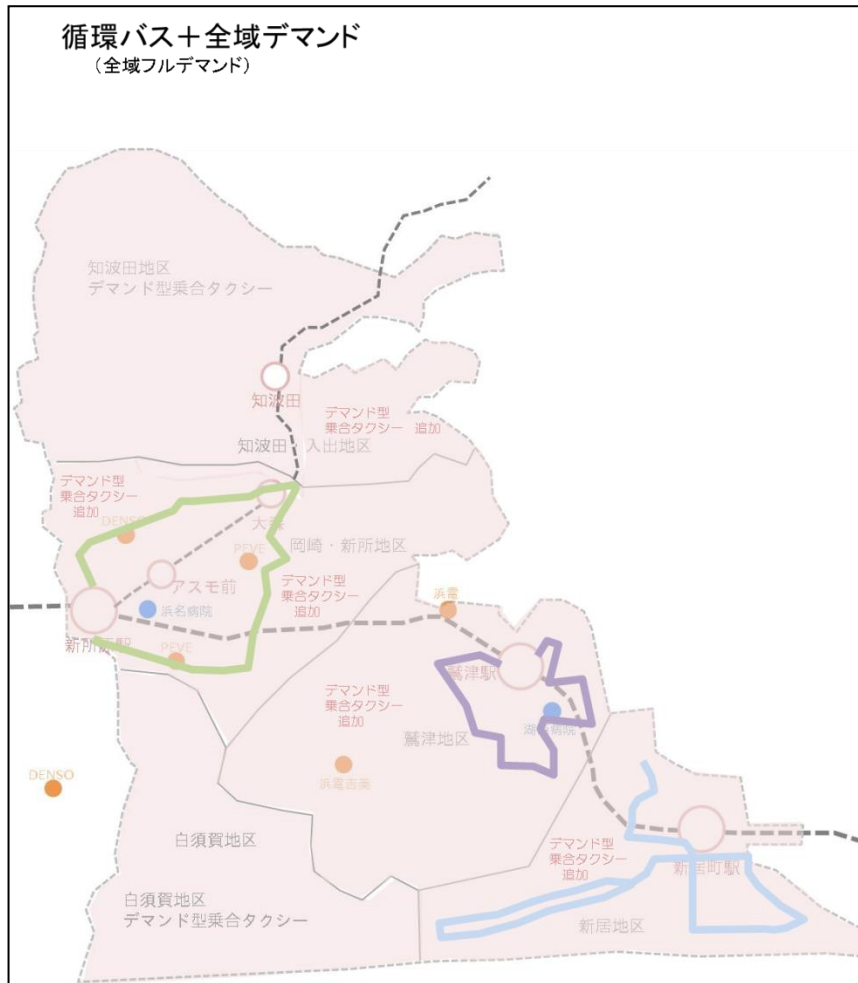 循環バス＋全域デマンド
（全域フルデマンド）
知波田地区
デマンド型乗合タクシー
知波田
デマンド型
乗合タクシー 追加
知波田・入出地区
デマンド型
乗合タクシー
追加
DENSO
大森
PEVE
岡崎・新所地区
アスモ前
デマンド型
乗合タクシー
追加
浜名病院
浜電
新所原駅
PEVE
鷲津駅
デマンド型
乗合タクシー
追加
鷲津地区
湖西病院
DENSO
浜電吉美
白須賀地区
デマンド型
乗合タクシー
追加
新居町駅
白須賀地区
デマンド型乗合タクシー
新居地区